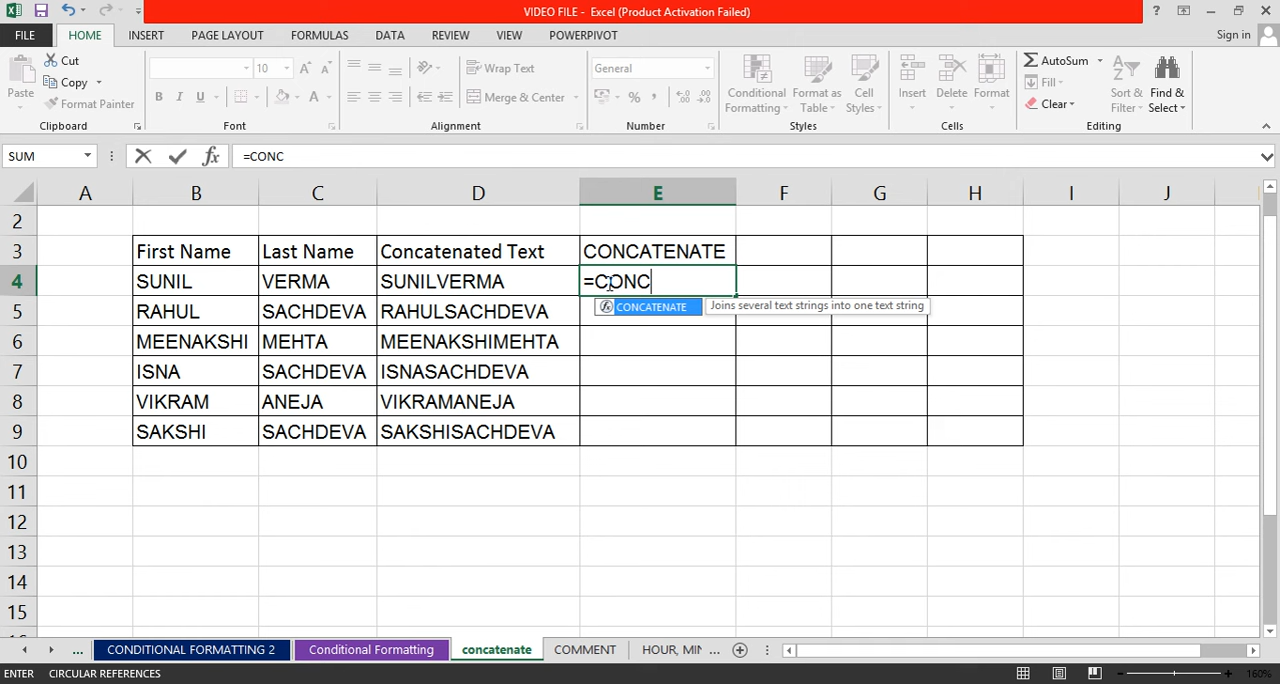 VIDEO FILE - Excel (Product Activation Failed)
?
FILE HOME INSERT PAGE LAYOUT FORMULAS DATA REVIEW VIEW POWERPIVOT Sign in
Paste
Cut
Copy
Format Painter
Clipboard
10 A A
B I U A
Font
Wrap Text
Merge & Center
Alignment
General
% ,
Number
Conditional Formatting
Format as Table
Cell Styles
Styles
Insert Delete Format
Cells
AutoSum
Fill
Clear
Sort & Filter
Find & Select
Editing
SUM fx =CONC
A B C D E F G H I J
2
3 First Name Last Name Concatenated Text CONCATENATE
4 SUNIL VERMA SUNILVERMA =CONC
fx CONCATENATE Joins several text strings into one text string
5 RAHUL SACHDEVA RAHULSACHDEVA
6 MEENAKSHI MEHTA MEENAKSHIMEHTA
7 ISNA SACHDEVA ISNASACHDEVA
8 VIKRAM ANEJA VIKRAMANEJA
9 SAKSHI SACHDEVA SAKSHISACHDEVA
10
11
12
13
14
15
... CONDITIONAL FORMATTING 2 Conditional Formatting concatenate COMMENT HOUR, MIN ...
ENTER CIRCULAR REFERENCES 160%